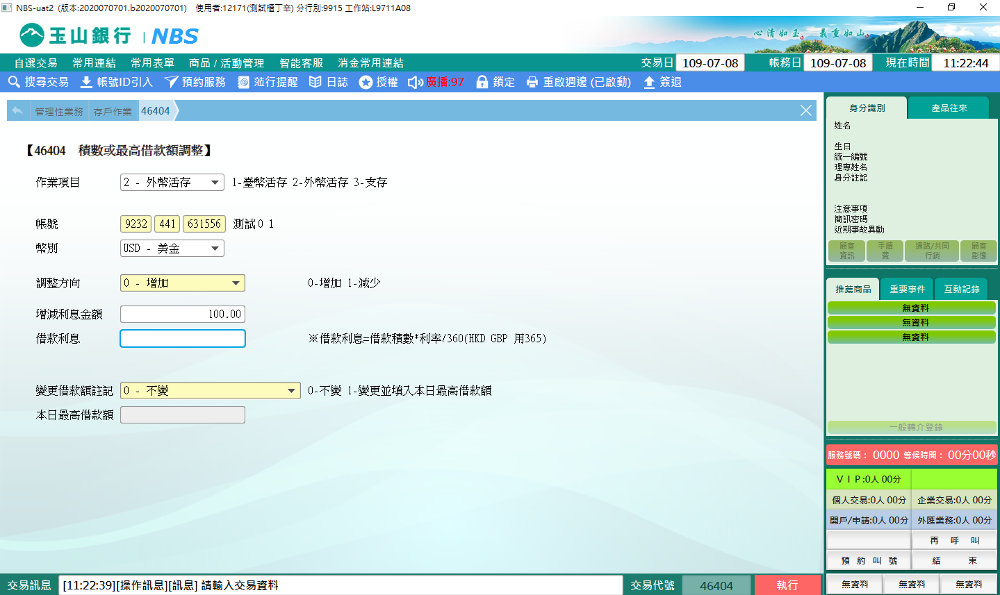 NBS-uat2 (版本:2020070701.b2020070701) 使用者:12171(測試櫃丁辛) 分行別:9915 工作站:L9711A08
玉山銀行 | NBS
心清如玉。義重如山。
自選交易 常用連結 常用表單 商品 / 活動管理 智能客服 消金常用連結 交易日 109-07-08 帳務日 109-07-08 現在時間 11:22:44
搜尋交易 帳號ID引入 預約服務 蒞行提醒 日誌 授權 廣播:97 鎖定 重啟週邊 (已啟動) 簽退
管理性業務 存戶作業 46404
【46404 積數或最高借款額調整】
作業項目 2 - 外幣活存 1-臺幣活存 2-外幣活存 3-支存
帳號 9232 441 631556 測試０１
幣別 USD - 美金
調整方向 0 - 增加 0-增加 1-減少
增減利息金額 100.00
借款利息 ※借款利息=借款積數*利率/360(HKD GBP 用365)
變更借款額註記 0 - 不變 0-不變 1-變更並填入本日最高借款額
本日最高借款額
交易訊息 [11:22:39][操作訊息][訊息] 請輸入交易資料 交易代號 46404 執行
身分識別 產品往來
姓名
生日
統一編號
理專姓名
身分註記
注意事項
簡訊密碼
近期事故異動
顧客資訊 手續費 通路/共同行銷 顧客影像
推薦商品 重要事件 互動記錄
無資料
無資料
無資料
一般轉介登錄
服務號碼： 0000 等候時間： 00分00秒
ＶＩＰ:0人 00分
個人交易:0人 00分 企業交易:0人 00分
開戶/申請:0人 00分 外匯業務:0人 00分
再 呼 叫
預 約 叫 號 結 束
無資料 無資料 無資料